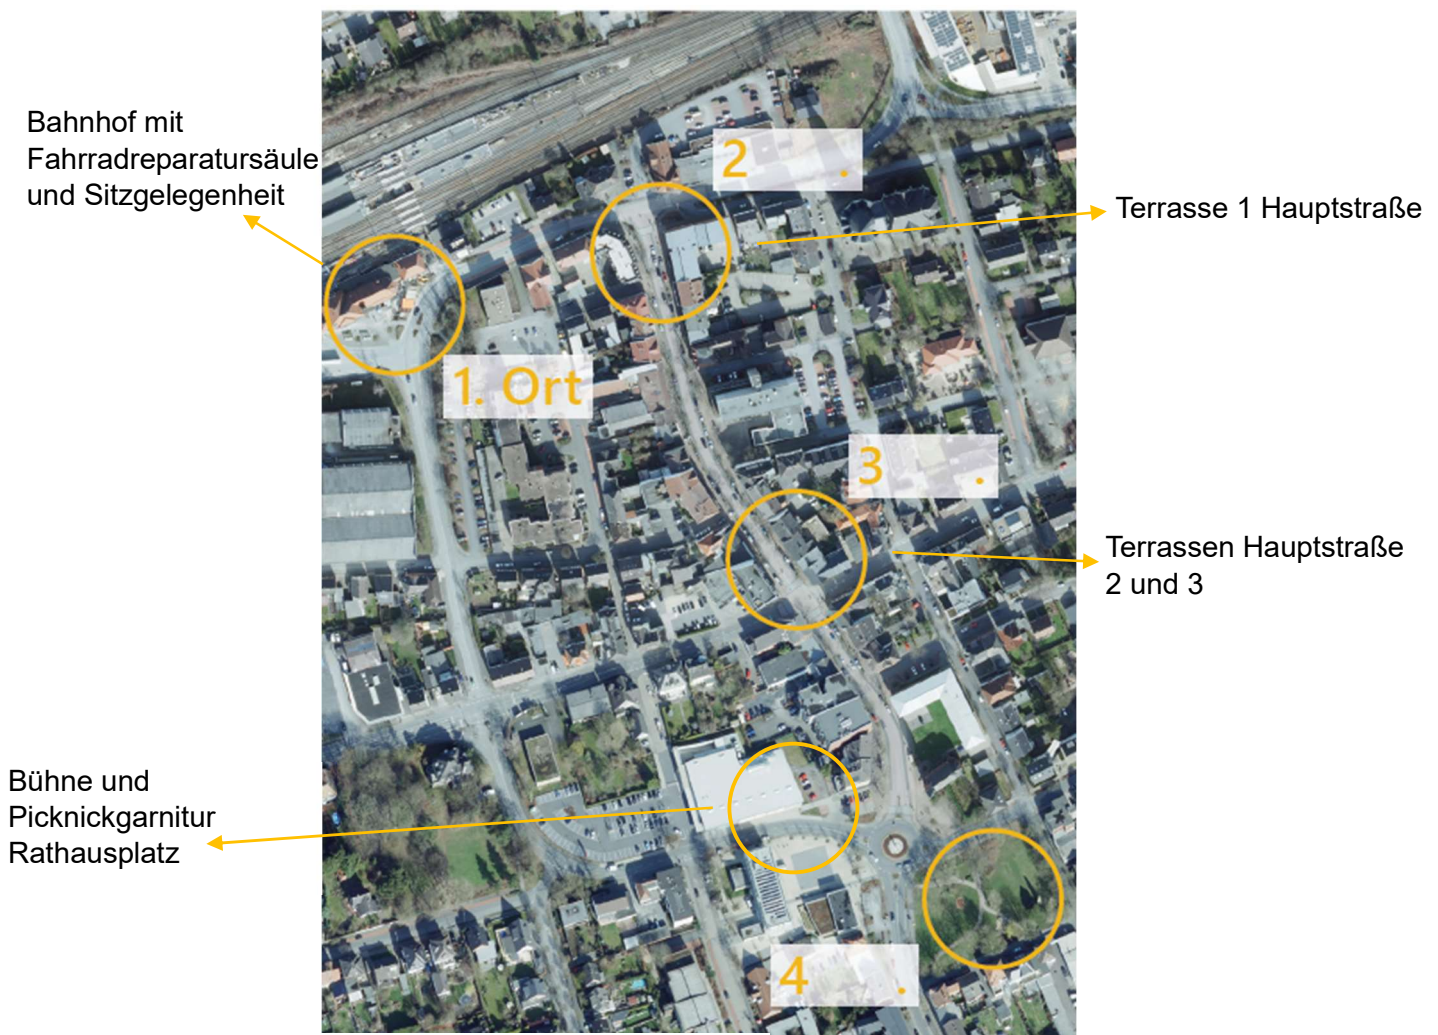 Bahnhof mit
Fahrradreparatursäule
und Sitzgelegenheit
2 .
Terrasse 1 Hauptstraße
1. Ort
3 .
Terrassen Hauptstraße
2 und 3
Bühne und
Picknickgarnitur
Rathausplatz
4 .